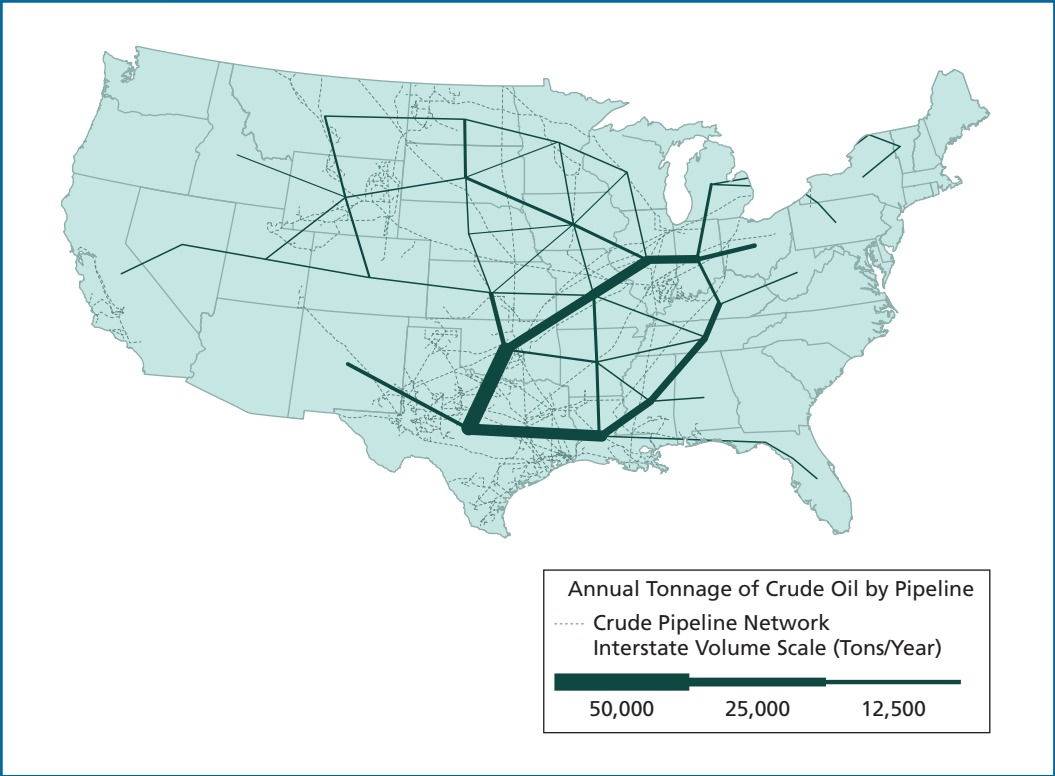 Annual Tonnage of Crude Oil by Pipeline
Crude Pipeline Network
Interstate Volume Scale (Tons/Year)
50,000 25,000 12,500